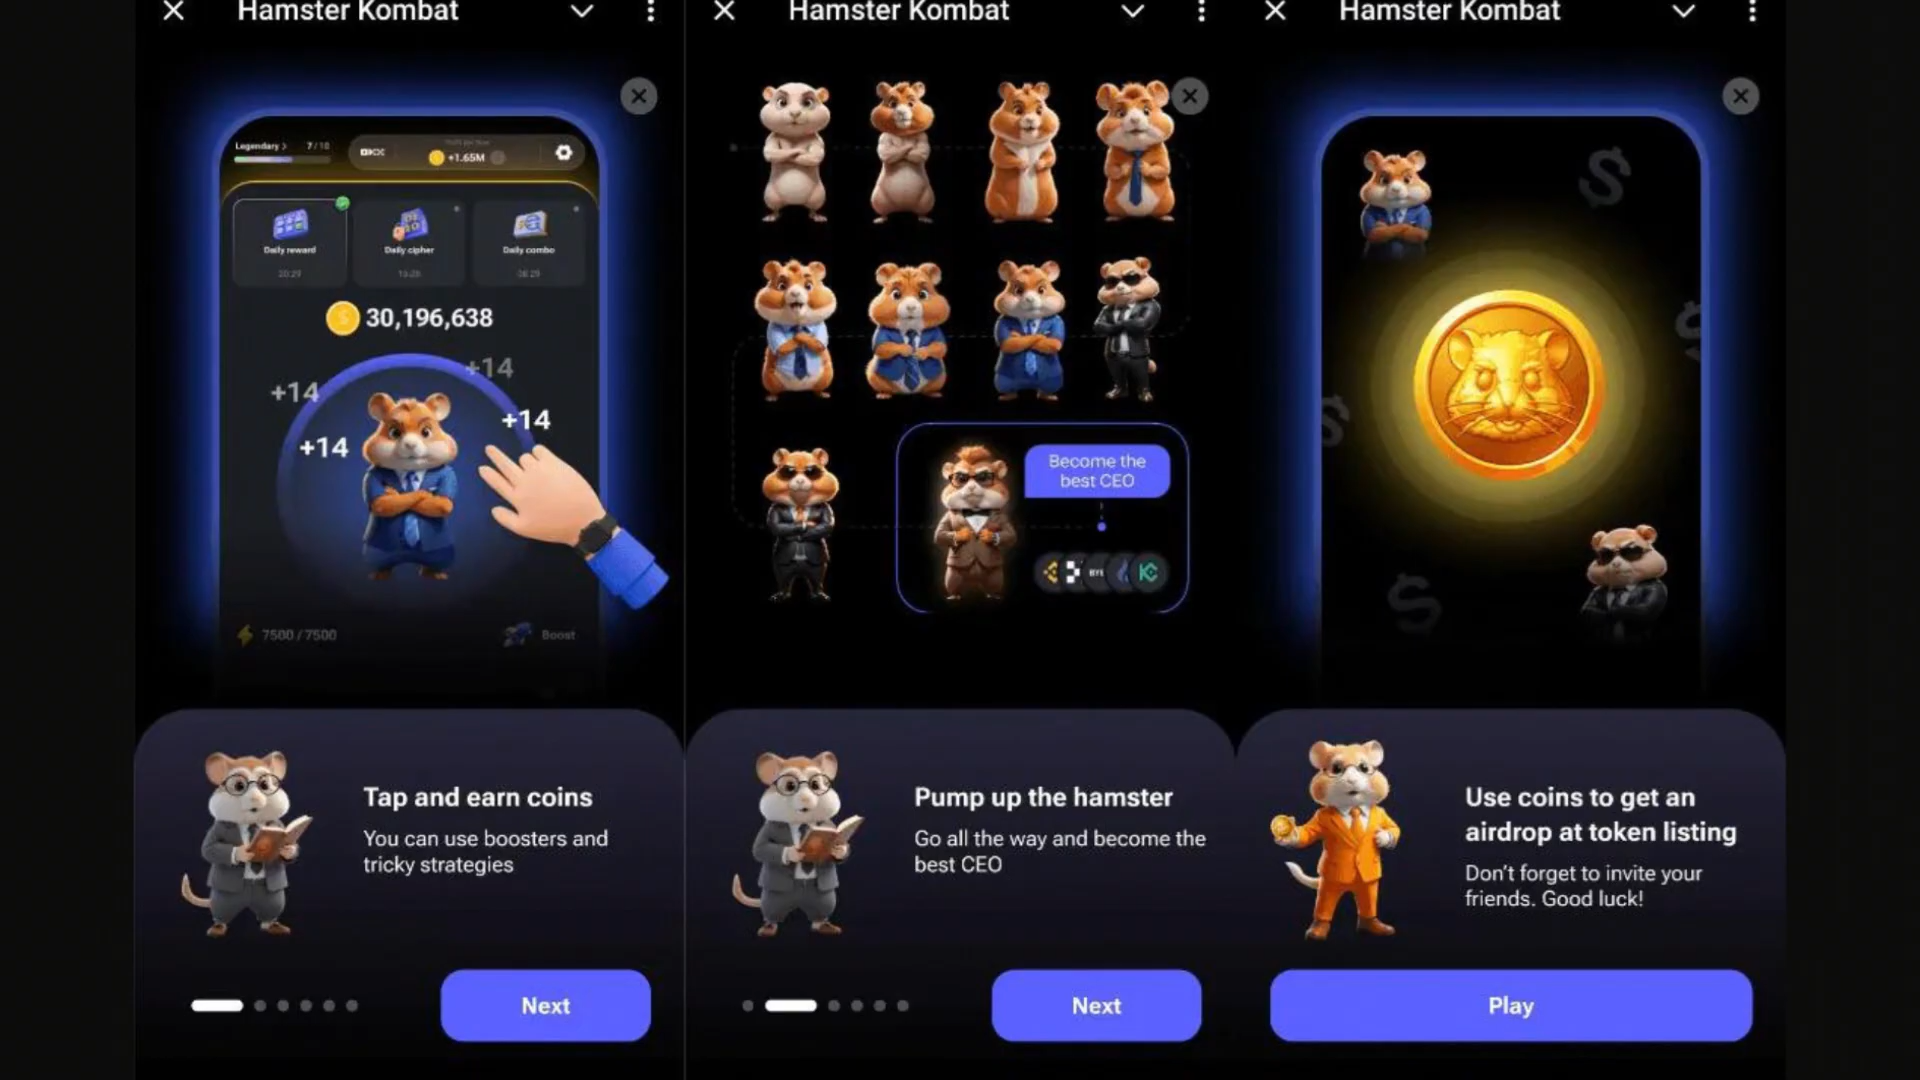 Hamster Kombat
Legendary >
7/10
+1.65M
Daily reward
Daily cipher
Daily combo
30,196,638
+14
+14
+14
+14
7500 / 7500
Boost
Tap and earn coins
You can use boosters and
tricky strategies
Next
Hamster Kombat
Become the
best CEO
Pump up the hamster
Go all the way and become the
best CEO
Next
Hamster Kombat
Use coins to get an
airdrop at token listing
Don't forget to invite your
friends. Good luck!
Play